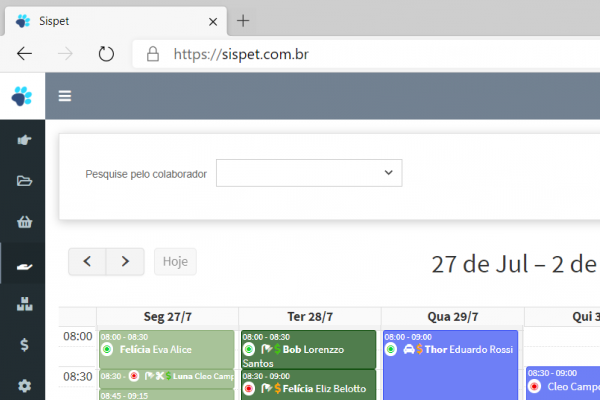 Sispet
https://sispet.com.br
Pesquise pelo colaborador
Hoje
27 de Jul – 2 de
Seg 27/7
Ter 28/7
Qua 29/7
Qui 3
08:00
08:00 - 08:30
Felícia Eva Alice
08:00 - 08:30
Bob Lorenzzo
Santos
08:00 - 09:00
Thor Eduardo Rossi
08:30
08:30 -
Luna Cleo Camp
08:45 - 09:15
08:30 - 09:00
Felícia Eliz Belotto
08:30 - 09:00
Cleo Camp